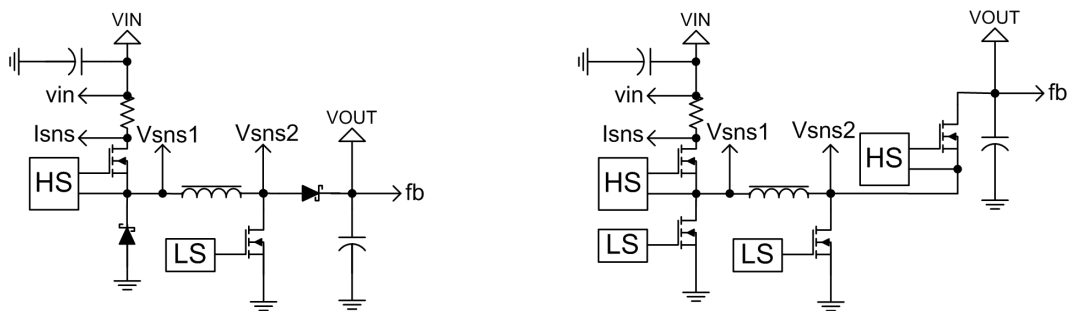 VIN
vin
Isns
Vsns1
Vsns2
VOUT
HS
fb
LS
VIN
vin
Isns
Vsns1
Vsns2
VOUT
fb
HS
HS
LS
LS